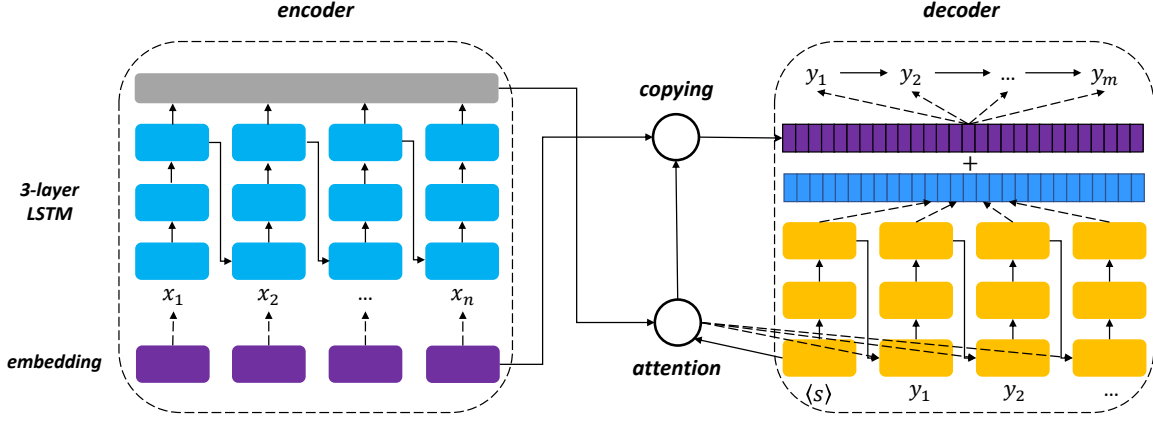 encoder
decoder
y₁ y₂ ... yₘ
copying
+
3-layer
LSTM
x₁ x₂ ... xₙ
embedding
attention
⟨s⟩ y₁ y₂ ...